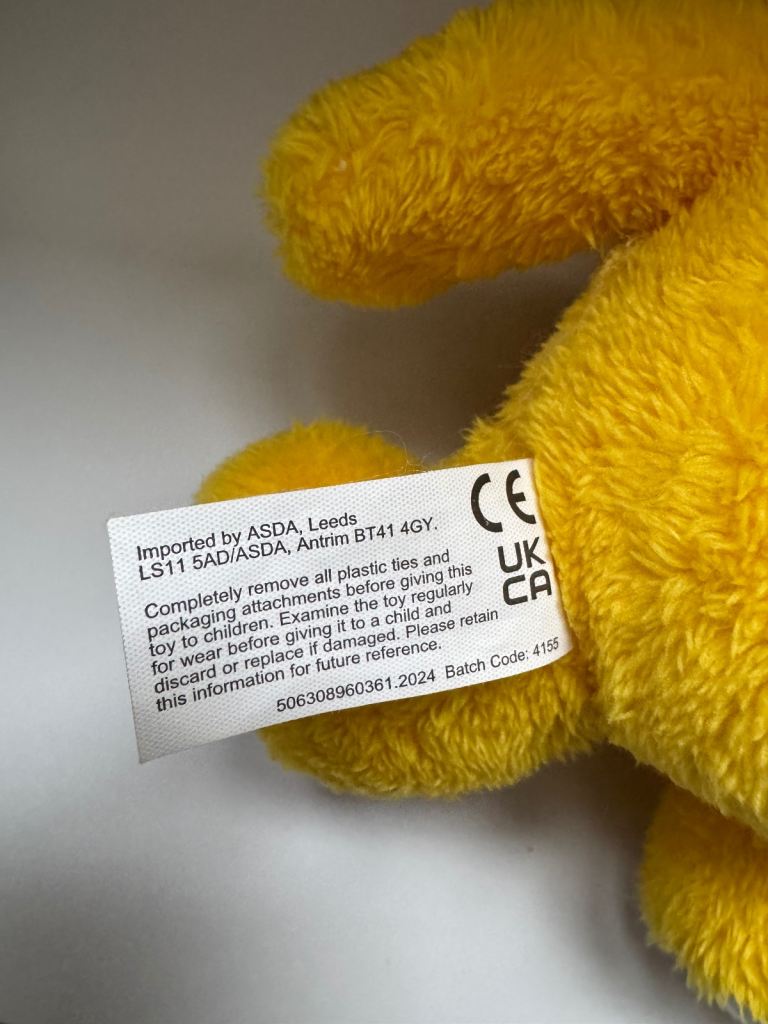 Imported by ASDA, Leeds
LS11 5AD/ASDA, Antrim BT41 4GY.
CE
UK
CA
Completely remove all plastic ties and
packaging attachments before giving this
toy to children. Examine the toy regularly
for wear before giving it to a child and
discard or replace if damaged. Please retain
this information for future reference.
506308960361.2024 Batch Code: 4155